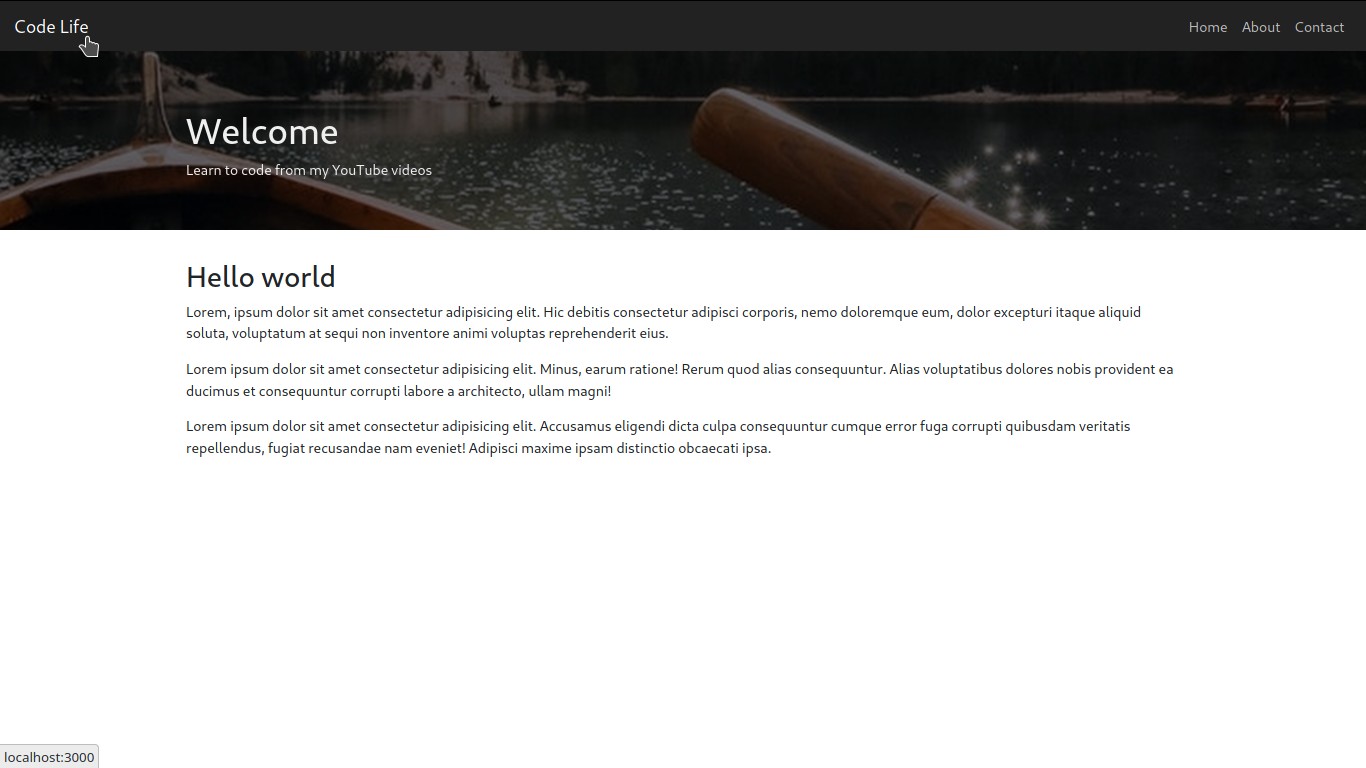 Code Life
Home About Contact
Welcome
Learn to code from my YouTube videos
Hello world
Lorem, ipsum dolor sit amet consectetur adipisicing elit. Hic debitis consectetur adipisci corporis, nemo doloremque eum, dolor excepturi itaque aliquid
soluta, voluptatum at sequi non inventore animi voluptas reprehenderit eius.
Lorem ipsum dolor sit amet consectetur adipisicing elit. Minus, earum ratione! Rerum quod alias consequuntur. Alias voluptatibus dolores nobis provident ea
ducimus et consequuntur corrupti labore a architecto, ullam magni!
Lorem ipsum dolor sit amet consectetur adipisicing elit. Accusamus eligendi dicta culpa consequuntur cumque error fuga corrupti quibusdam veritatis
repellendus, fugiat recusandae nam eveniet! Adipisci maxime ipsam distinctio obcaecati ipsa.
localhost:3000